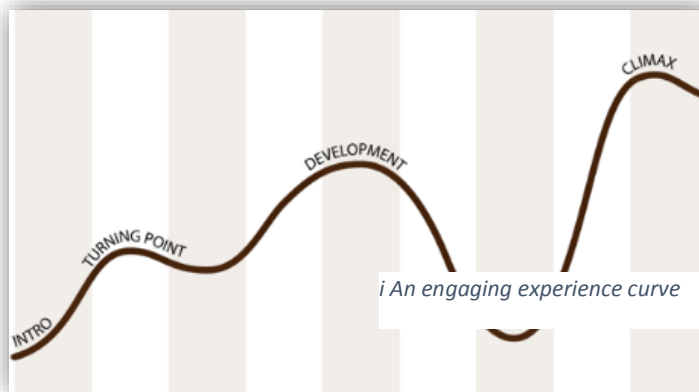 INTRO
TURNING POINT
DEVELOPMENT
CLIMAX
i An engaging experience curve